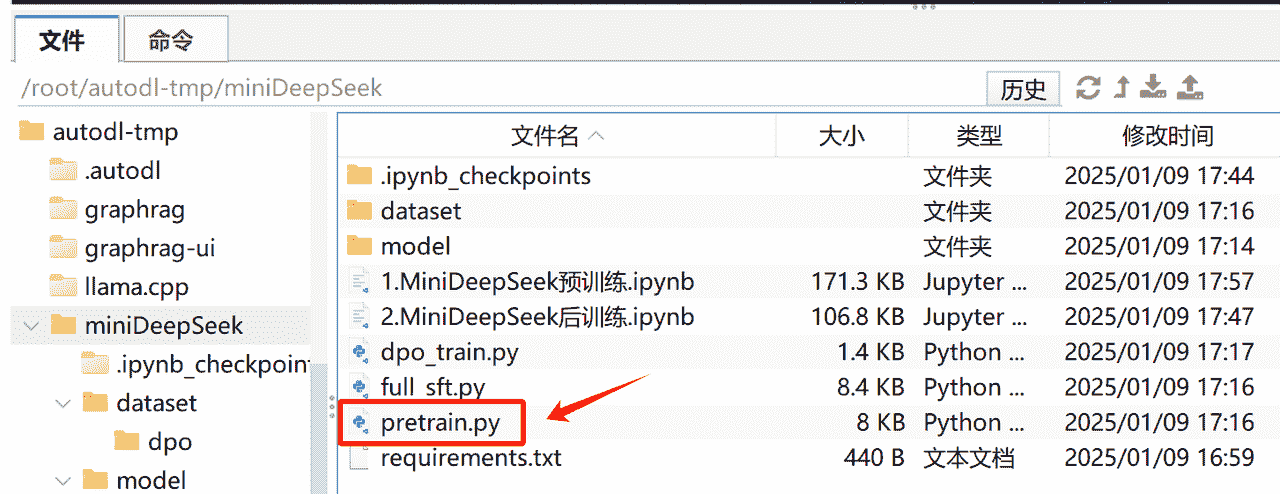 文件 命令
/root/autodl-tmp/miniDeepSeek 历史
autodl-tmp
.autodl
graphrag
graphrag-ui
llama.cpp
miniDeepSeek
.ipynb_checkpoin
dataset
dpo
model
文件名 大小 类型 修改时间
.ipynb_checkpoints 文件夹 2025/01/09 17:44
dataset 文件夹 2025/01/09 17:16
model 文件夹 2025/01/09 17:14
1.MiniDeepSeek预训练.ipynb 171.3 KB Jupyter ... 2025/01/09 17:57
2.MiniDeepSeek后训练.ipynb 106.8 KB Jupyter ... 2025/01/09 17:47
dpo_train.py 1.4 KB Python ... 2025/01/09 17:17
full_sft.py 8.4 KB Python ... 2025/01/09 17:16
pretrain.py 8 KB Python ... 2025/01/09 17:16
requirements.txt 440 B 文本文档 2025/01/09 16:59